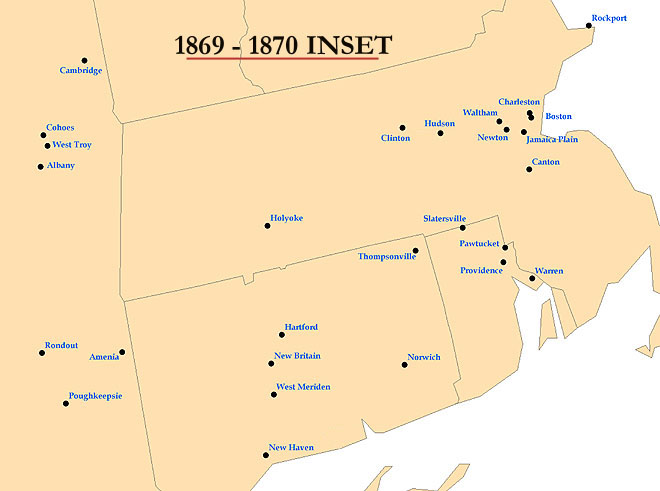 Rockport
1869 - 1870 INSET
Cambridge
Charleston
Waltham
Boston
Hudson
Cohoes
Clinton
Newton
Jamaica Plain
West Troy
Canton
Albany
Holyoke
Slatersville
Pawtucket
Thompsonville
Providence
Warren
Hartford
Rondout
Amenia
New Britain
Norwich
West Meriden
Poughkeepsie
New Haven